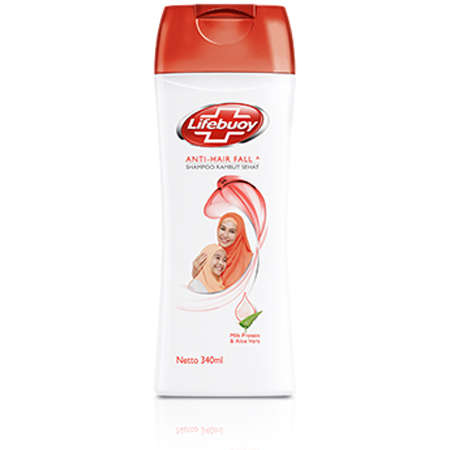 Lifebuoy
ANTI-HAIR FALL *
SHAMPOO RAMBUT SEHAT
Milk Protein
& Aloe Vera
Netto 340ml